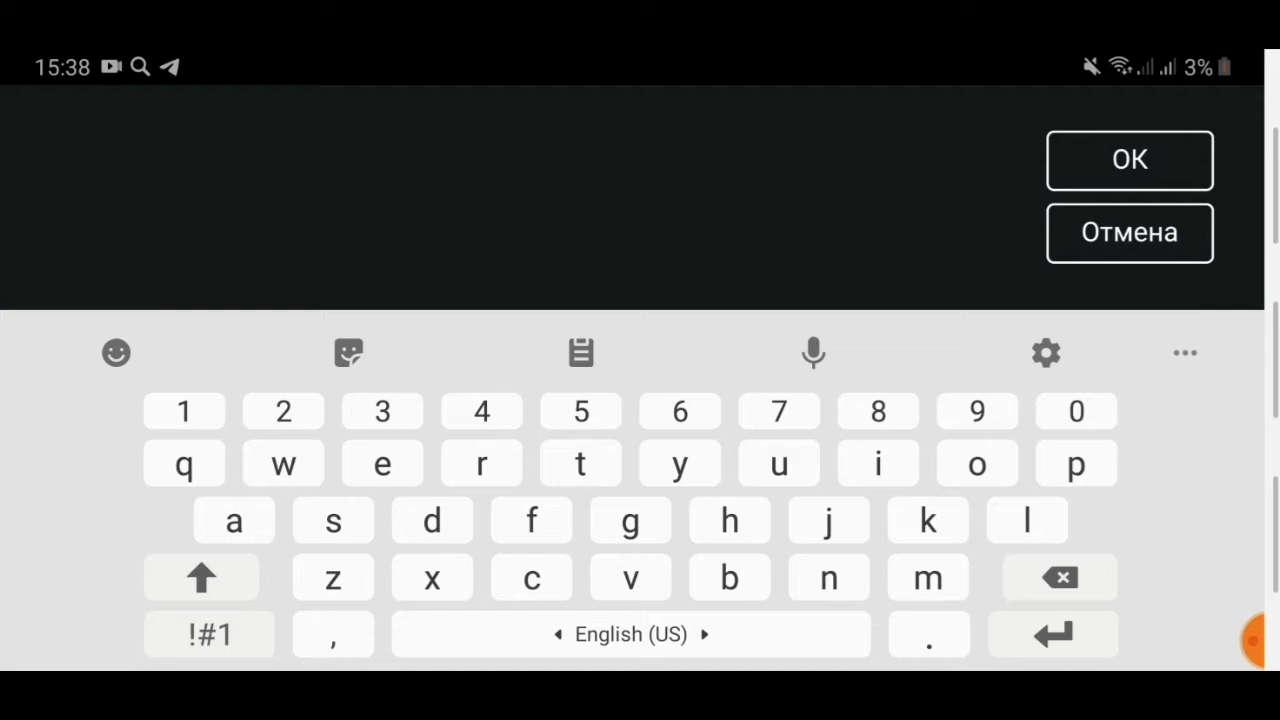 15:38 3%
OK
Отмена
1 2 3 4 5 6 7 8 9 0
q w e r t y u i o p
a s d f g h j k l
z x c v b n m
!#1 , English (US) .